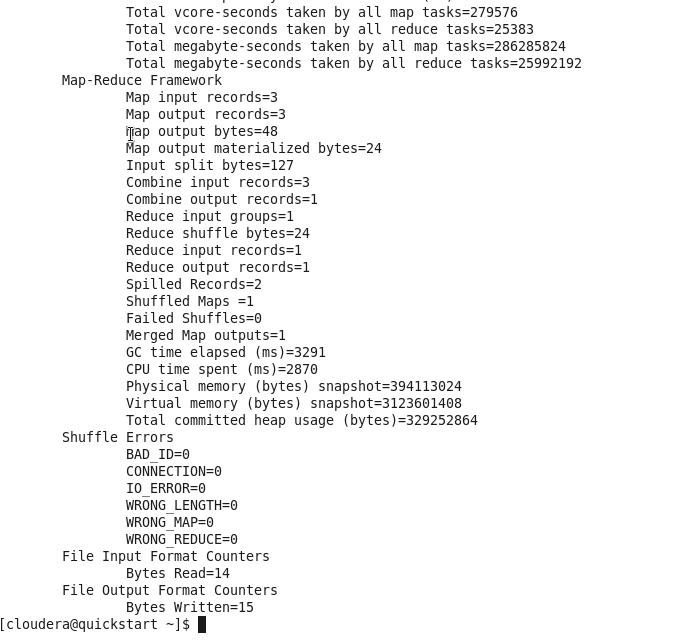 Total vcore-seconds taken by all map tasks=279576
Total vcore-seconds taken by all reduce tasks=25383
Total megabyte-seconds taken by all map tasks=286285824
Total megabyte-seconds taken by all reduce tasks=25992192
Map-Reduce Framework
Map input records=3
Map output records=3
Map output bytes=48
Map output materialized bytes=24
Input split bytes=127
Combine input records=3
Combine output records=1
Reduce input groups=1
Reduce shuffle bytes=24
Reduce input records=1
Reduce output records=1
Spilled Records=2
Shuffled Maps =1
Failed Shuffles=0
Merged Map outputs=1
GC time elapsed (ms)=3291
CPU time spent (ms)=2870
Physical memory (bytes) snapshot=394113024
Virtual memory (bytes) snapshot=3123601408
Total committed heap usage (bytes)=329252864
Shuffle Errors
BAD_ID=0
CONNECTION=0
IO_ERROR=0
WRONG_LENGTH=0
WRONG_MAP=0
WRONG_REDUCE=0
File Input Format Counters
Bytes Read=14
File Output Format Counters
Bytes Written=15
[cloudera@quickstart ~]$